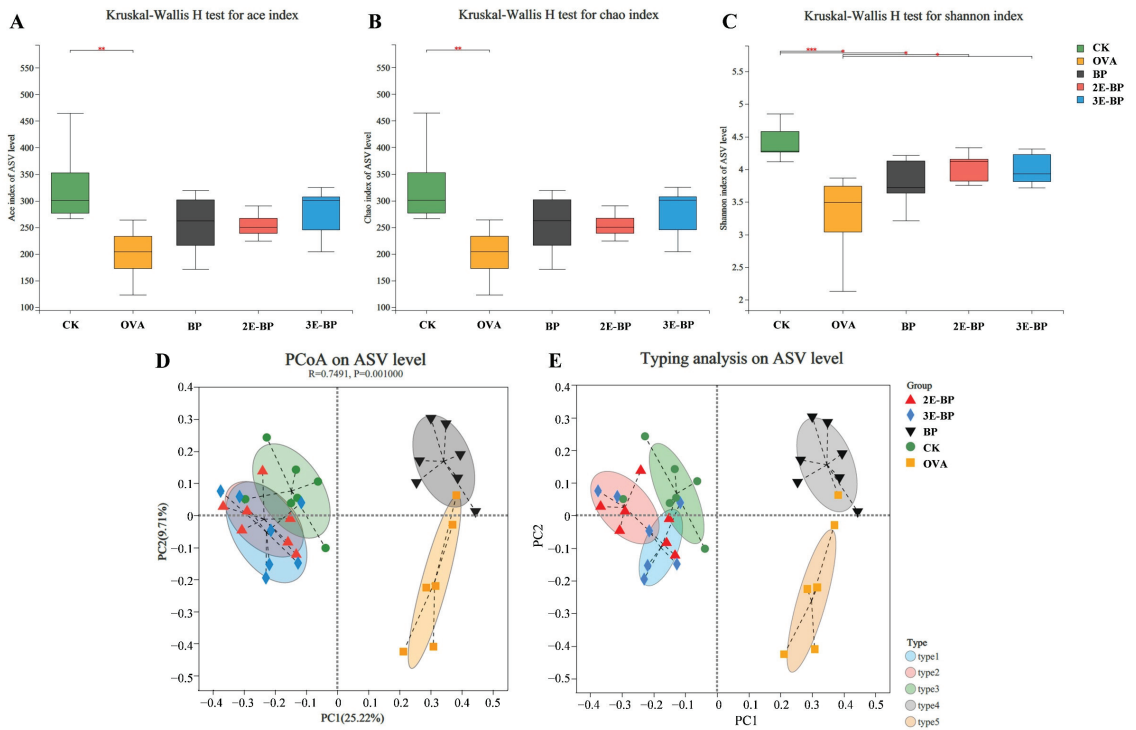 A
Kruskal-Wallis H test for ace index
**
Ace index of ASV level
550
500
450
400
350
300
250
200
150
100
CK
OVA
BP
2E-BP
3E-BP
B
Kruskal-Wallis H test for chao index
**
Chao index of ASV level
550
500
450
400
350
300
250
200
150
100
CK
OVA
BP
2E-BP
3E-BP
C
Kruskal-Wallis H test for shannon index
***
*
*
*
Shannon index of ASV level
5.5
5
4.5
4
3.5
3
2.5
2
CK
OVA
BP
2E-BP
3E-BP
CK
OVA
BP
2E-BP
3E-BP
D
PCoA on ASV level
R=0.7491, P=0.001000
PC2(9.71%)
0.4
0.3
0.2
0.1
0
-0.1
-0.2
-0.3
-0.4
-0.5
-0.4
-0.3
-0.2
-0.1
0
0.1
0.2
0.3
0.4
0.5
PC1(25.22%)
E
Typing analysis on ASV level
PC2
0.4
0.3
0.2
0.1
0
-0.1
-0.2
-0.3
-0.4
-0.5
-0.4
-0.3
-0.2
-0.1
0
0.1
0.2
0.3
0.4
0.5
PC1
Group
2E-BP
3E-BP
BP
CK
OVA
Type
type1
type2
type3
type4
type5